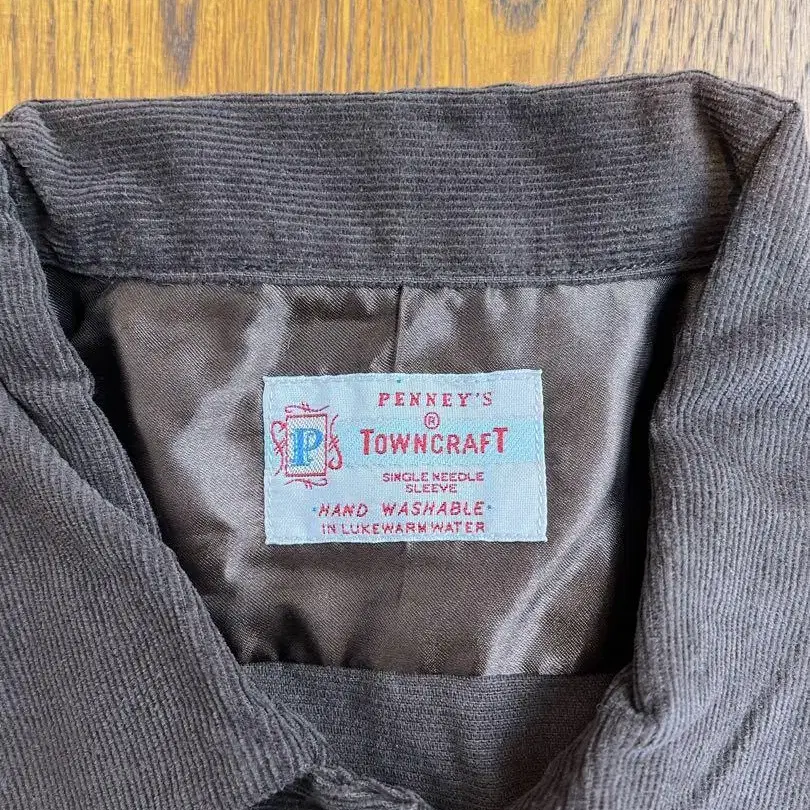 PENNEY'S
®
P
TOWNCRAFT
SINGLE NEEDLE
SLEEVE
·HAND WASHABLE·
IN LUKEWARM WATER